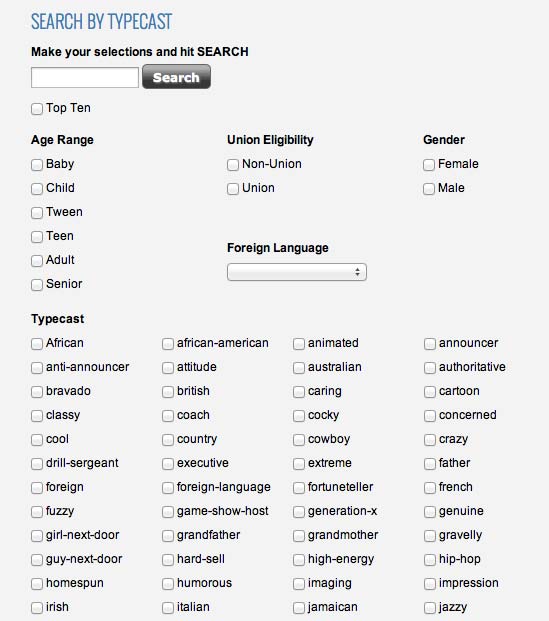 SEARCH BY TYPECAST
Make your selections and hit SEARCH
Search
Top Ten
Age Range Union Eligibility Gender
Baby Non-Union Female
Child Union Male
Tween
Teen
Foreign Language
Adult
Senior
Typecast
African african-american animated announcer
anti-announcer attitude australian authoritative
bravado british caring cartoon
classy coach cocky concerned
cool country cowboy crazy
drill-sergeant executive extreme father
foreign foreign-language fortuneteller french
fuzzy game-show-host generation-x genuine
girl-next-door grandfather grandmother gravelly
guy-next-door hard-sell high-energy hip-hop
homespun humorous imaging impression
irish italian jamaican jazzy